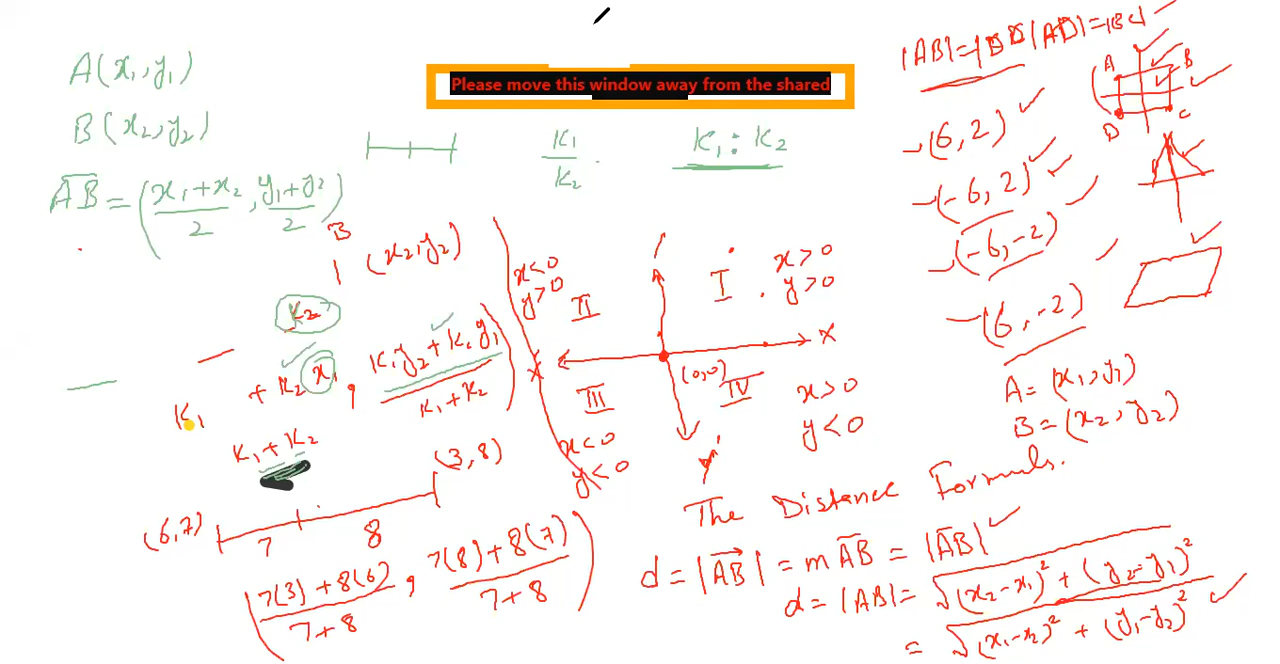 A(x₁,y₁)
B(x₂,y₂)
AB = (x₁+x₂/2, y₁+y₂/2)
Please move this window away from the shared
K₁/K₂ .
K₁ : K₂
B
(x₂,y₂)
K₂
+ K₂ x₁, K₁y₂+K₁y₁/K₁+K₂)
K₁
K₁+K₂
(6,7)
(3,8)
7
8
(7(3)+8(6)/7+8, 7(8)+8(7)/7+8)
x<0
y>0
II
I
x>0
y>0
X
X
(0,0)
III
x<0
y<0
IV
x>0
y<0
|AD|=|BC|
A
B
D
C
-(6,2)
-(-6,2)
-(-6,-2)
-(6,-2)
A=(x₁,y₁)
B=(x₂,y₂)
The Distance Formula.
d=|AB|=mAB=|AB|
d=|AB|=√(x₂-x₁)²+(y₂-y₁)²
=√(x₁-x₂)²+(y₁-y₂)²